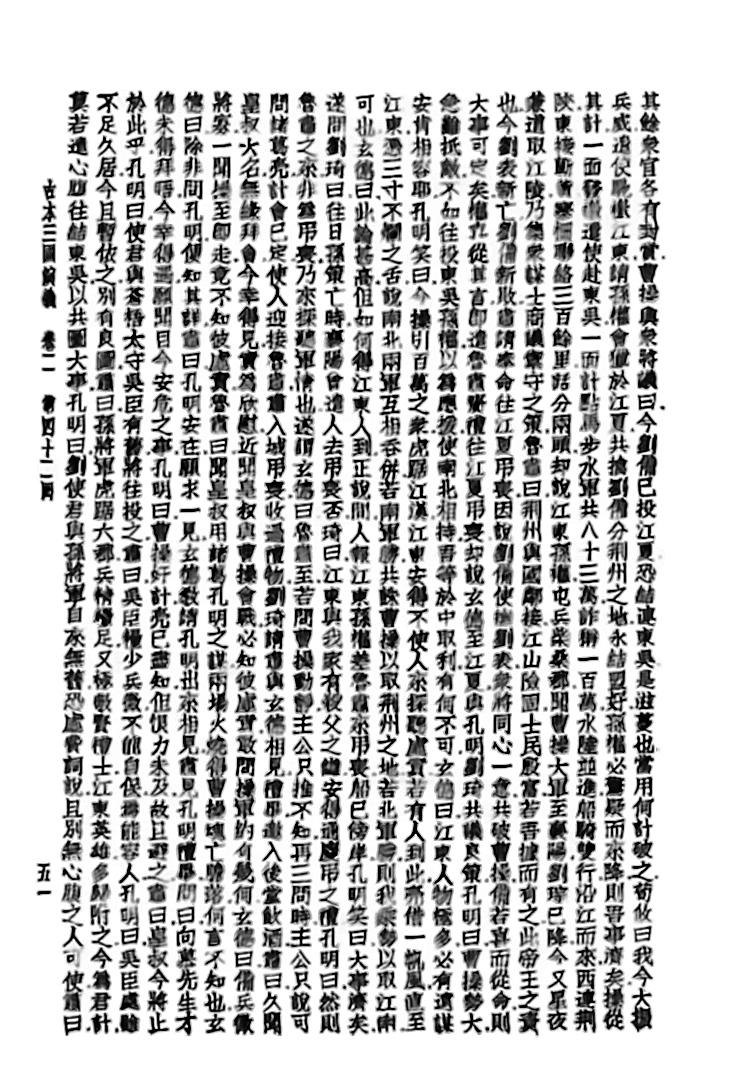 其餘衆官各有封賞曹操與衆將議曰今劉備已投江夏恐結連東吳是滋蔓也當用何計破之荀攸曰我今大振
兵威遣使馳檄江東請孫權會獵於江夏共擒劉備分荊州之地永結盟好孫權必驚疑而來降則吾事濟矣操從
其計一面發檄遣使赴東吳一面計點馬步水軍共八十三萬詐稱一百萬水陸並進船騎雙行沿江而來西連荊
陝東接蘄黃寨柵聯絡三百餘里話分兩頭却說江東孫權屯兵柴桑郡聞曹操大軍至襄陽劉琮已降今又星夜
兼道取江陵乃集衆謀士商議禦守之策魯肅曰荊州與國鄰接江山險固士民殷富若吾據而有之此帝王之資
也今劉表新亡劉備新敗肅請奉命往江夏弔喪因說劉備使撫劉表衆將同心一意共破曹操備若喜而從命則
大事可定矣權喜從其言卽遣魯肅齎禮往江夏弔喪却說玄德至江夏與孔明劉琦共議良策孔明曰曹操勢大
急難抵敵不如往投東吳孫權以爲應援使南北相持吾等於中取利有何不可玄德曰江東人物極多必有遠謀
安肯相容耶孔明笑曰今操引百萬之衆虎踞江漢江東安得不使人來探聽虛實若有人到此亮借一帆風直至
江東憑三寸不爛之舌說南北兩軍互相吞併若南軍勝共誅曹操以取荊州之地若北軍勝則我乘勢以取江南
可也玄德曰此論甚高但如何得江東人到正說間人報江東孫權差魯肅來弔喪船已傍岸孔明笑曰大事濟矣
遂問劉琦曰往日孫策亡時襄陽曾遣人去弔喪否琦曰江東與我家有殺父之讎安得通慶弔之禮孔明曰然則
魯肅之來非爲弔喪乃來探聽軍情也遂謂玄德曰魯肅至若問曹操動靜主公只推不知再三問時主公只說可
問諸葛亮計會已定使人迎接魯肅肅入城弔喪收過禮物劉琦請肅與玄德相見禮畢邀入後堂飲酒肅曰久聞
皇叔大名無緣拜會今幸得見實爲欣慰近聞皇叔與曹操會戰必知彼虛實敢問操軍約有幾何玄德曰備兵微
將寡一聞操至卽走竟不知彼虛實魯肅曰聞皇叔用諸葛孔明之謀兩場火燒得曹操魂亡膽落何言不知也玄
德曰除非問孔明便知其詳肅曰孔明安在願求一見玄德敎請孔明出來相見肅見孔明禮畢問曰向慕先生才
德未得拜晤今幸得遇願聞目今安危之事孔明曰曹操奸計亮已盡知但恨力未及故且避之肅曰皇叔今將止
於此乎孔明曰使君與蒼梧太守吳臣有舊將往投之肅曰吳臣糧少兵微不能自保焉能容人孔明曰吳臣處雖
不足久居今且暫依之別有良圖肅曰孫將軍虎踞六郡兵精糧足又極敬賢禮士江東英雄多歸附之今爲君計
莫若遣心腹往結東吳以共圖大事孔明曰劉使君與孫將軍自來無舊恐虛費詞說且別無心腹之人可使肅曰
古本三國演義 卷二 第四十二回
五一